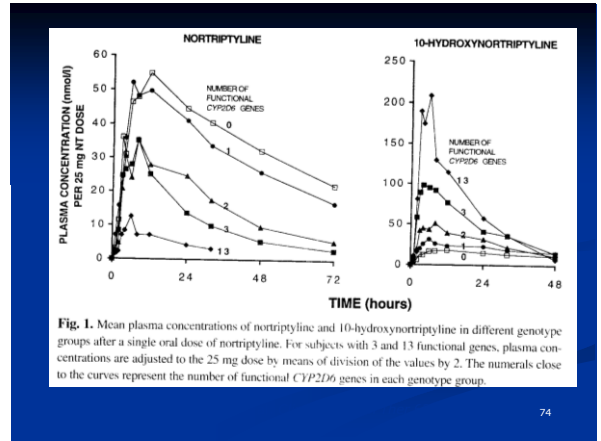 NORTRIPTYLINE
10-HYDROXYNORTRIPTYLINE
PLASMA CONCENTRATION (nmol/l)
PER 25 mg NT DOSE
60
50
40
30
20
10
0
NUMBER OF
FUNCTIONAL
CYP2D6 GENES
0
1
2
3
13
0
24
48
72
250
200
150
100
50
0
NUMBER OF
FUNCTIONAL
CYP2D6 GENES
13
3
2
1
0
0
24
48
TIME (hours)
Fig. 1. Mean plasma concentrations of nortriptyline and 10-hydroxynortriptyline in different genotype
groups after a single oral dose of nortriptyline. For subjects with 3 and 13 functional genes, plasma con-
centrations are adjusted to the 25 mg dose by means of division of the values by 2. The numerals close
to the curves represent the number of functional CYP2D6 genes in each genotype group.
74